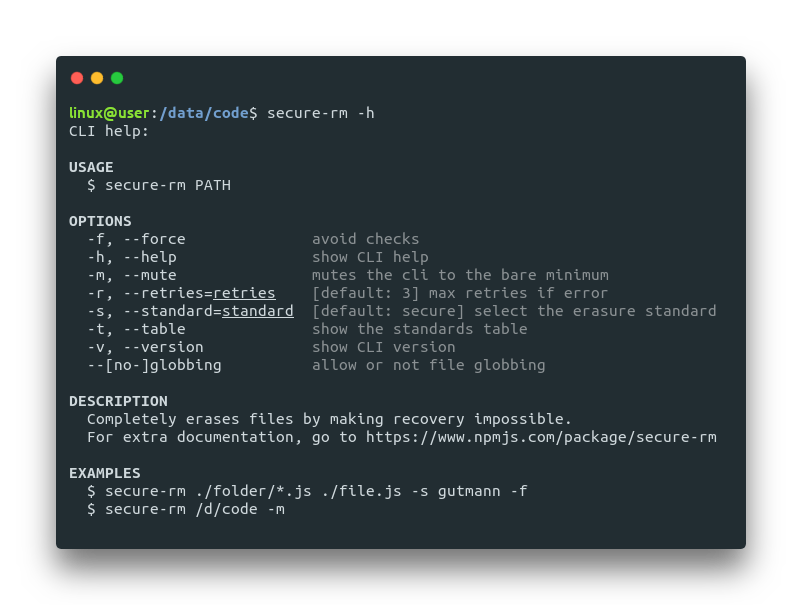 linux@user:/data/code$ secure-rm -h
CLI help:
USAGE
$ secure-rm PATH
OPTIONS
-f, --force avoid checks
-h, --help show CLI help
-m, --mute mutes the cli to the bare minimum
-r, --retries=retries [default: 3] max retries if error
-s, --standard=standard [default: secure] select the erasure standard
-t, --table show the standards table
-v, --version show CLI version
--[no-]globbing allow or not file globbing
DESCRIPTION
Completely erases files by making recovery impossible.
For extra documentation, go to https://www.npmjs.com/package/secure-rm
EXAMPLES
$ secure-rm ./folder/*.js ./file.js -s gutmann -f
$ secure-rm /d/code -m